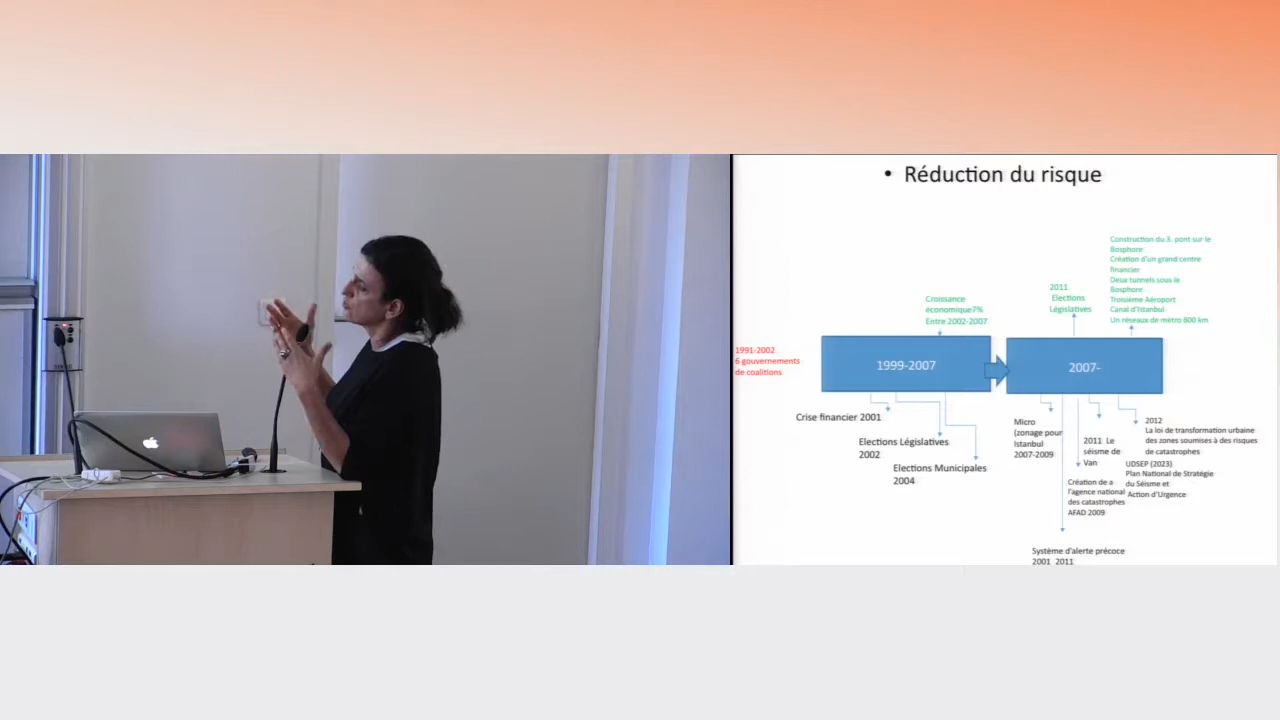 • Réduction du risque
Construction du 3. pont sur le
Bosphore:
Création d'un grand centre
financier
Deux tunnels sous le
Bosphore:
Troisième Aéroport
Canal d'Istanbul
Un réseaux de métro 800 km
2011
Elections
Législatives
Croissance
économique7%
Entre 2002-2007
1991-2002
6 gouvernements
de coalitions
1999-2007
2007-
Crise financier 2001
Elections Législatives
2002
Elections Municipales
2004
Micro
(zonage pour
Istanbul
2007-2009
2011 Le
séisme de
Van
2012
La loi de transformation urbaine
des zones soumises à des risques
de catastrophes
UDSEP (2023)
Plan National de Stratégie
du Séisme et
Action d'Urgence
Création de a
l'agence national
des catastrophes
AFAD 2009
Système d'alerte précoce
2001 2011